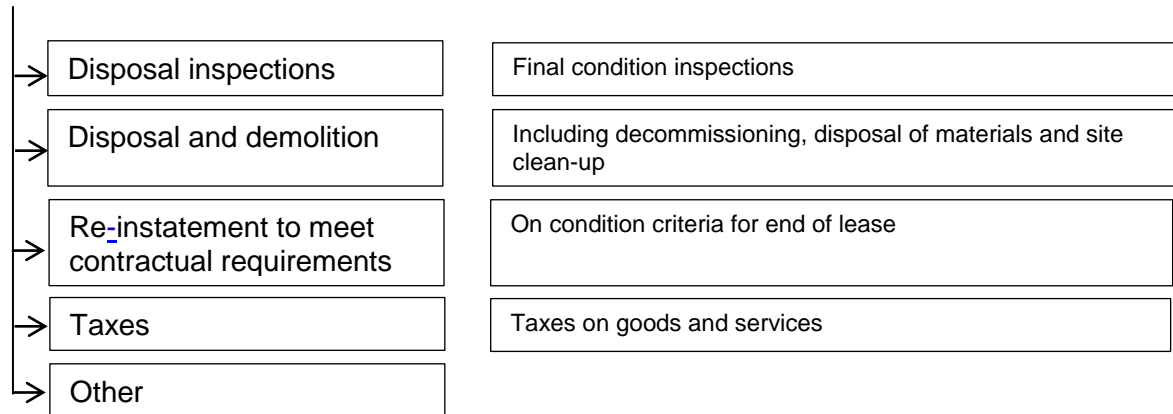 Disposal inspections
Final condition inspections
Disposal and demolition
Including decommissioning, disposal of materials and site
clean-up
Re-instatement to meet
contractual requirements
On condition criteria for end of lease
Taxes
Taxes on goods and services
Other